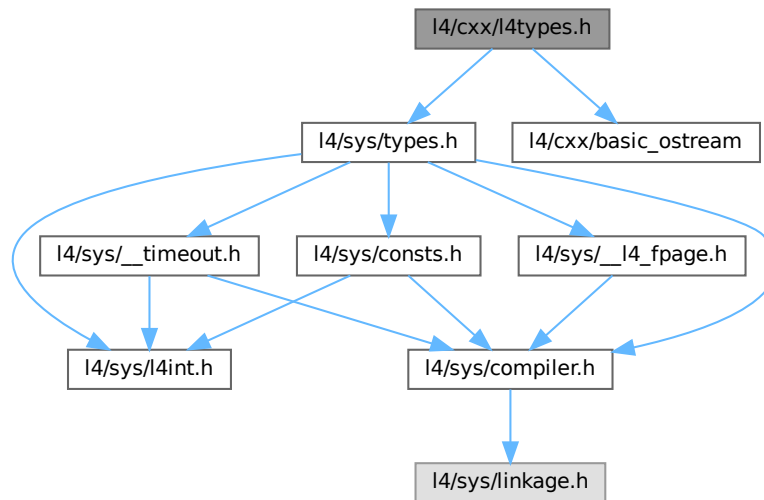 l4/cxx/l4types.h
l4/sys/types.h
l4/cxx/basic_ostream
l4/sys/__timeout.h
l4/sys/consts.h
l4/sys/__l4_fpage.h
l4/sys/l4int.h
l4/sys/compiler.h
l4/sys/linkage.h